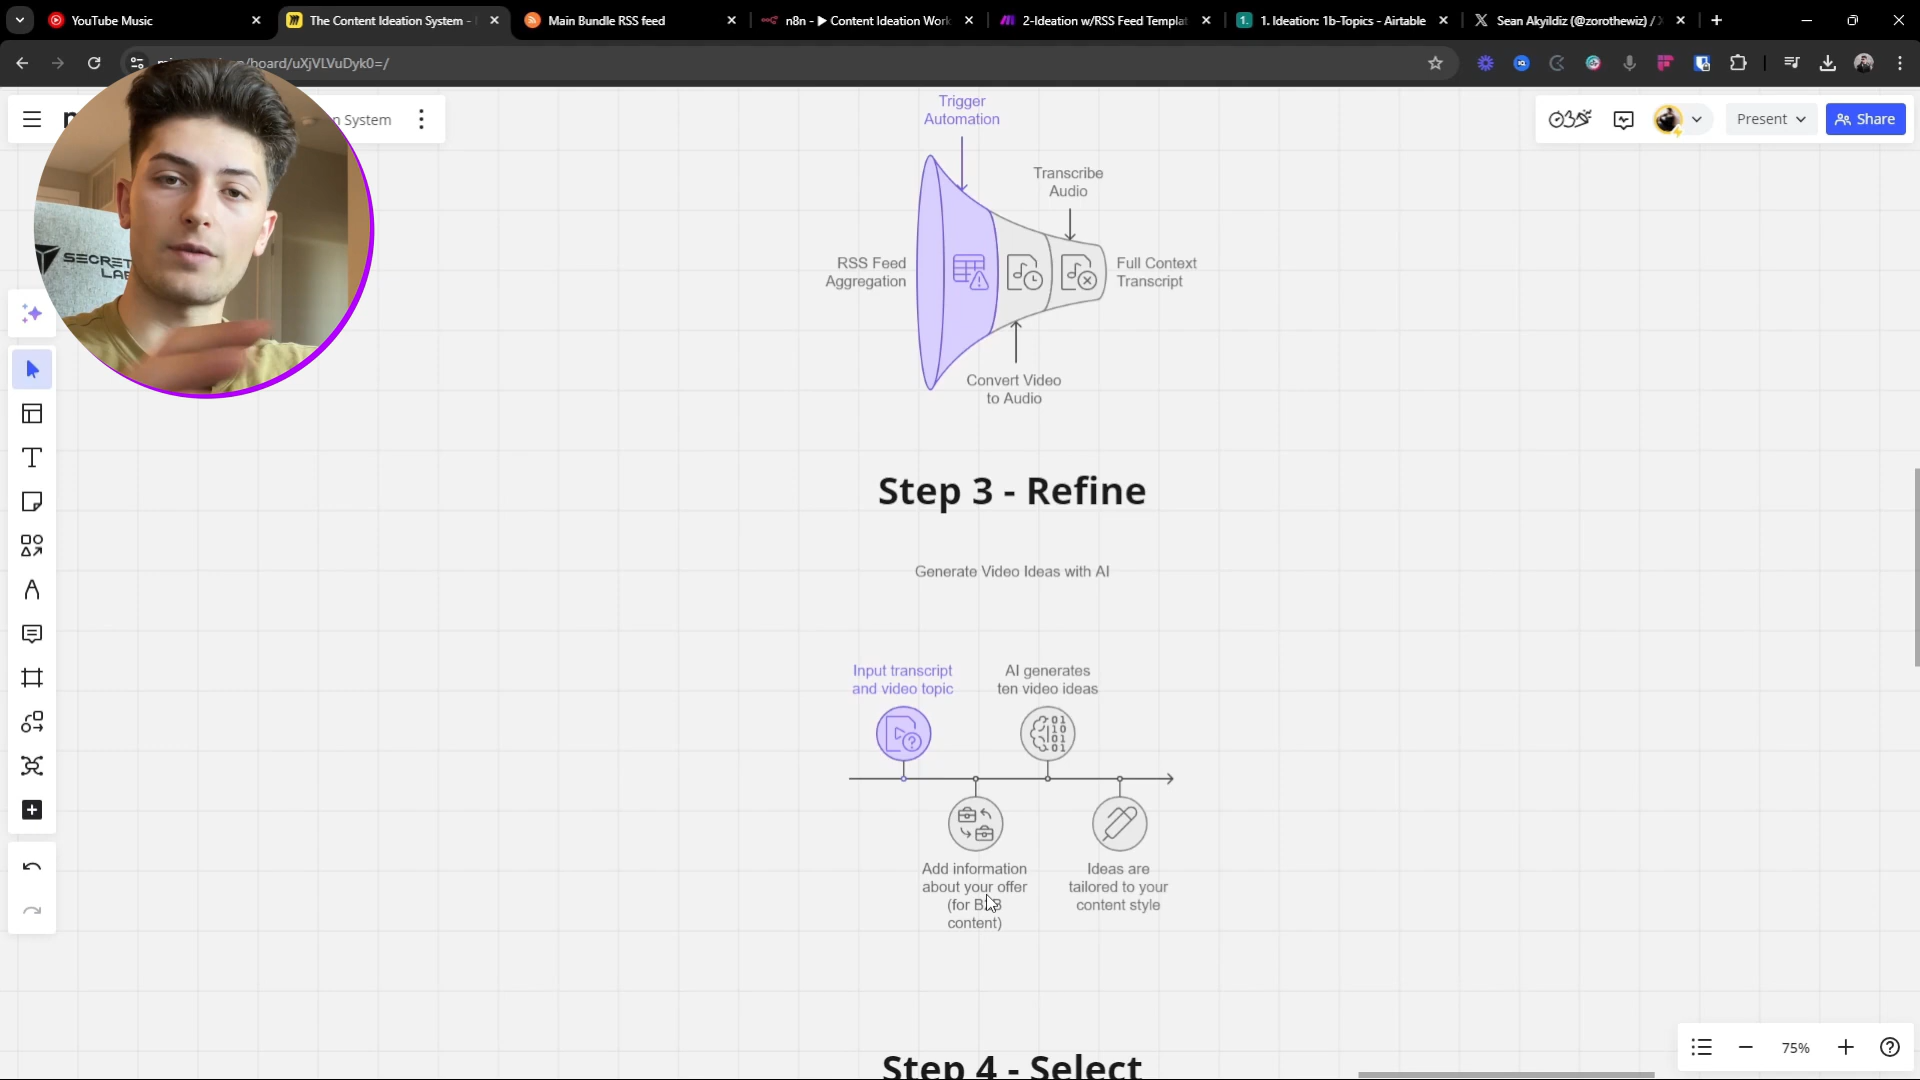 YouTube Music
The Content Ideation System -
Main Bundle RSS feed
n8n - ▶ Content Ideation Work
2-Ideation w/RSS Feed Templat
1. Ideation: 1b-Topics - Airtable
Sean Akyildiz (@zorothewiz) /
/board/uXjVLVuDyk0=/
n System
Present
Share
SECRET
LAB
Trigger
Automation
Transcribe
Audio
RSS Feed
Aggregation
Full Context
Transcript
Convert Video
to Audio
Step 3 - Refine
Generate Video Ideas with AI
Input transcript
and video topic
AI generates
ten video ideas
Add information
about your offer
(for B2B
content)
Ideas are
tailored to your
content style
Step 4 - Select
75%